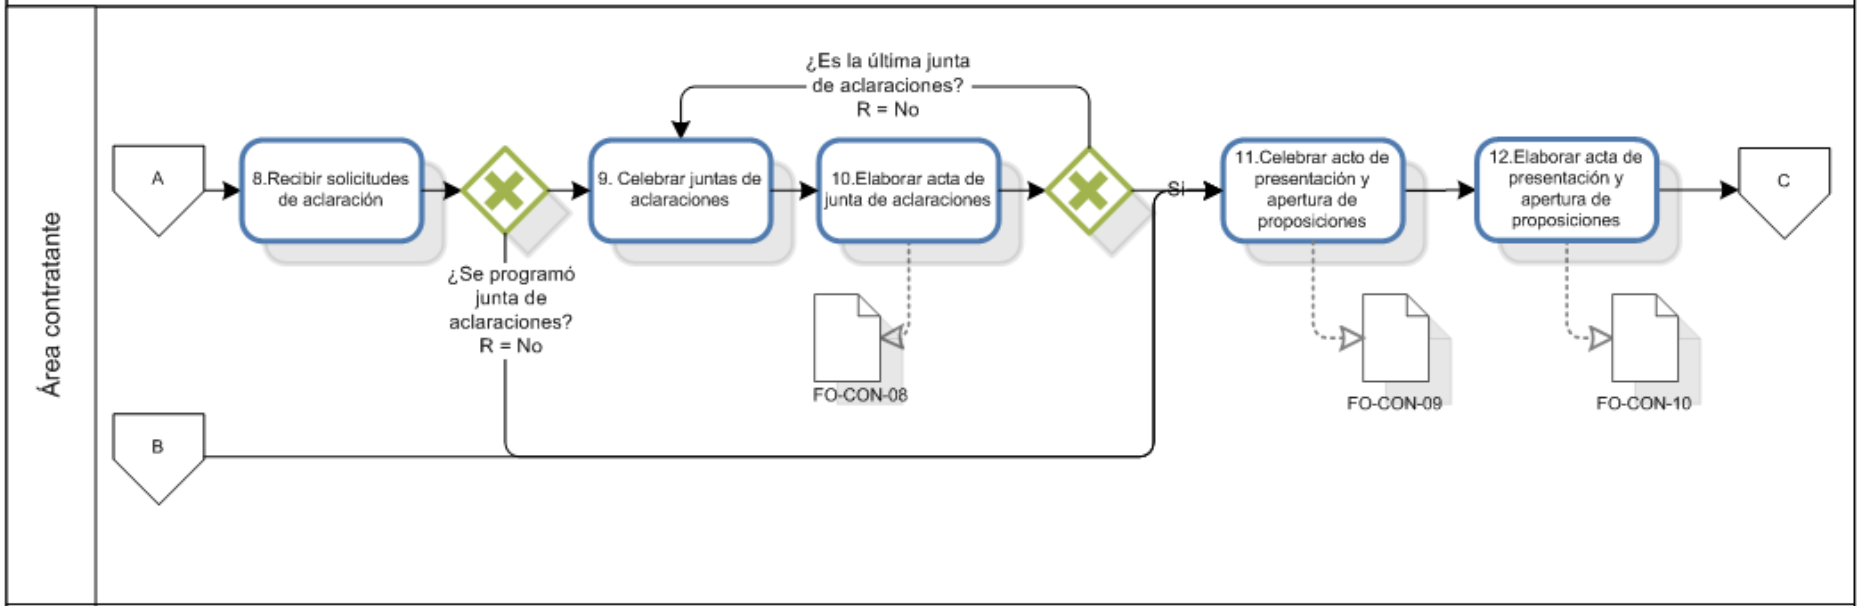 Área contratante
¿Es la última junta
de aclaraciones?
R = No
A
8.Recibir solicitudes
de aclaración
9. Celebrar juntas de
aclaraciones
10.Elaborar acta de
junta de aclaraciones
Si
11.Celebrar acto de
presentación y
apertura de
proposiciones
12.Elaborar acta de
presentación y
apertura de
proposiciones
C
¿Se programó
junta de
aclaraciones?
R = No
FO-CON-08
FO-CON-09
FO-CON-10
B